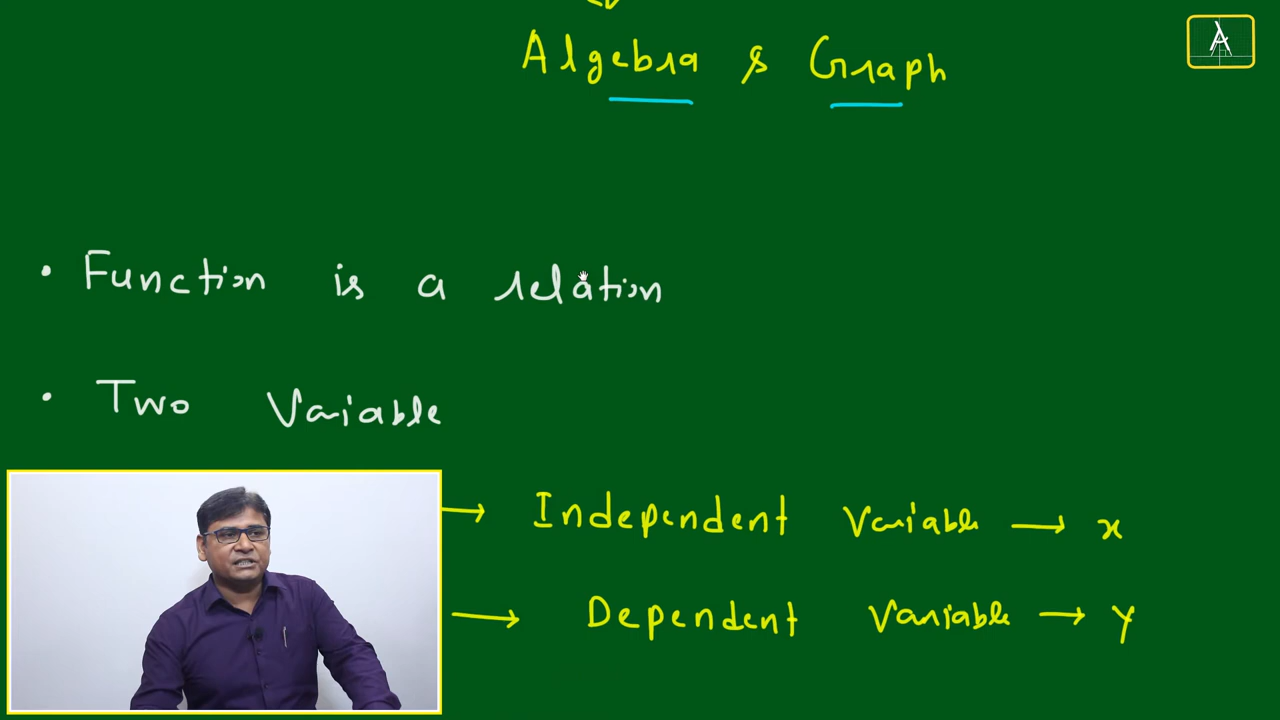 Algebra & Graph
• Function is a relation
• Two Variable
→ Independent Variable → x
→ Dependent Variable → y